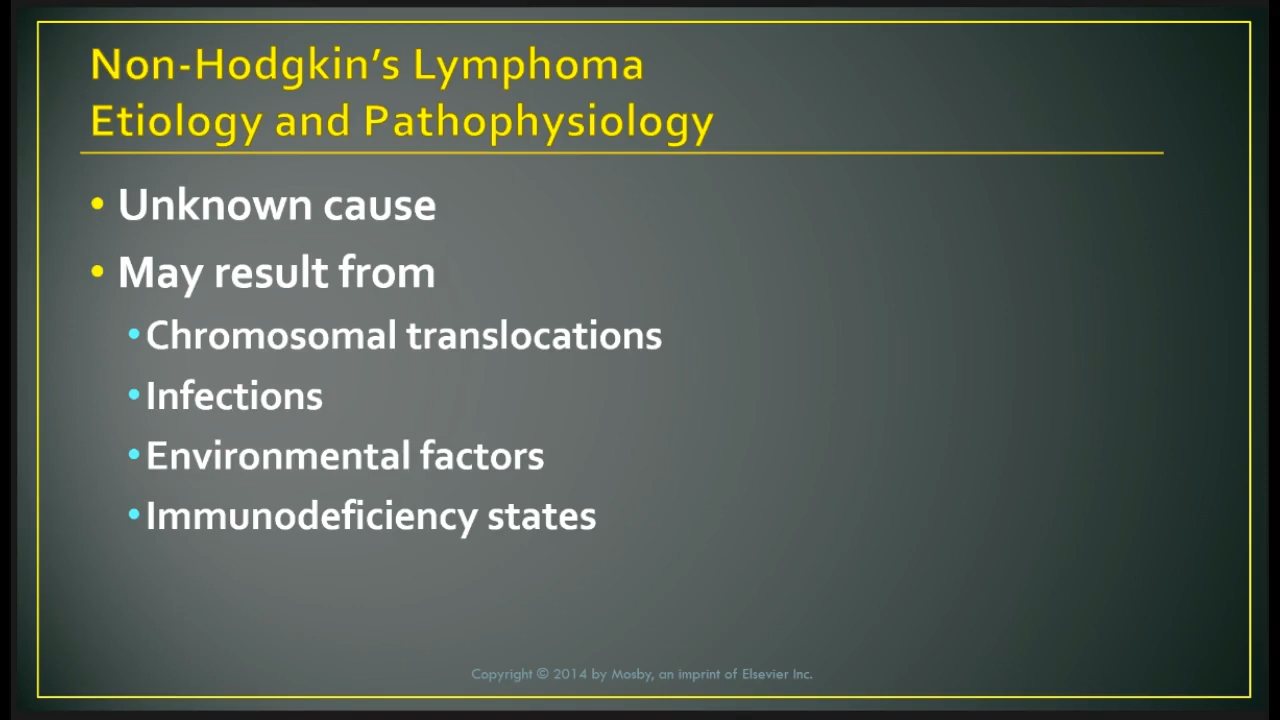 Non-Hodgkin’s Lymphoma
Etiology and Pathophysiology
• Unknown cause
• May result from
• Chromosomal translocations
• Infections
• Environmental factors
• Immunodeficiency states
Copyright © 2014 by Mosby, an imprint of Elsevier Inc.